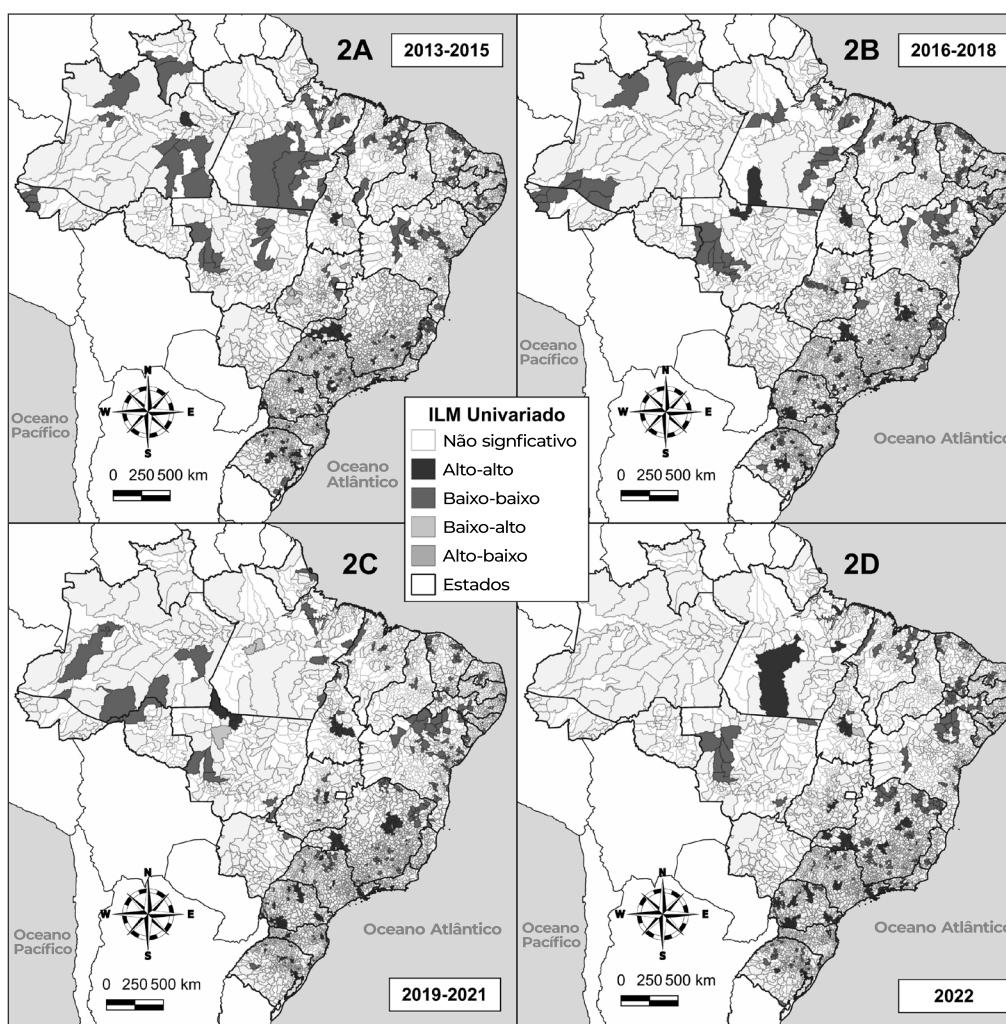 2A
2013-2015
N
W
E
S
0 250 500 km
Oceano
Pacífico
Oceano
Atlântico
2B
2016-2018
Oceano
Pacífico
N
W
E
S
0 250 500 km
Oceano Atlântico
ILM Univariado
Não signficativo
Alto-alto
Baixo-baixo
Baixo-alto
Alto-baixo
Estados
2C
N
W
E
S
Oceano
Pacífico
0 250 500 km
Oceano Atlântico
2019-2021
2D
N
W
E
S
Oceano
Pacífico
0 250 500 km
Oceano Atlântico
2022